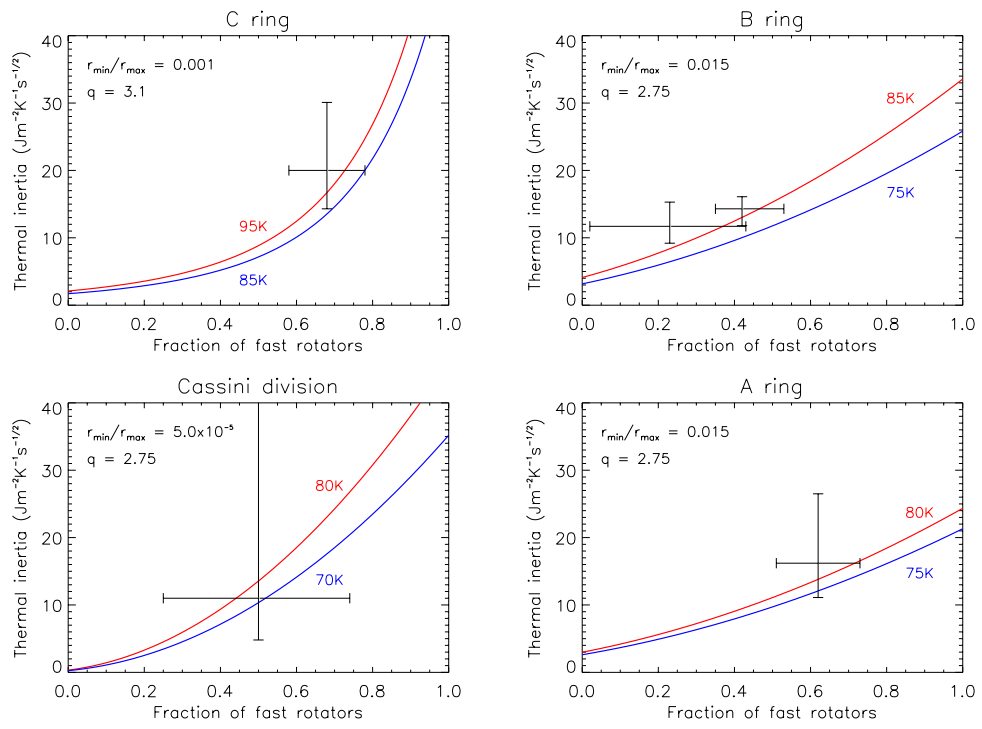 C ring
r_min/r_max = 0.001
q = 3.1
95K
85K
Thermal inertia (Jm⁻²K⁻¹s⁻¹/²)
0 10 20 30 40
0.0 0.2 0.4 0.6 0.8 1.0
Fraction of fast rotators
B ring
r_min/r_max = 0.015
q = 2.75
85K
75K
Thermal inertia (Jm⁻²K⁻¹s⁻¹/²)
0 10 20 30 40
0.0 0.2 0.4 0.6 0.8 1.0
Fraction of fast rotators
Cassini division
r_min/r_max = 5.0x10⁻⁵
q = 2.75
80K
70K
Thermal inertia (Jm⁻²K⁻¹s⁻¹/²)
0 10 20 30 40
0.0 0.2 0.4 0.6 0.8 1.0
Fraction of fast rotators
A ring
r_min/r_max = 0.015
q = 2.75
80K
75K
Thermal inertia (Jm⁻²K⁻¹s⁻¹/²)
0 10 20 30 40
0.0 0.2 0.4 0.6 0.8 1.0
Fraction of fast rotators